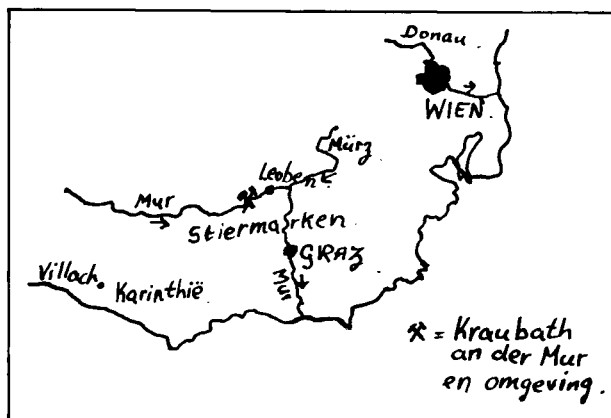 Donau
WIEN
Mürz
Leoben
Mur
Stiermarken
GRAZ
Mur
Villach
Karinthië
⚒ = Kraubath
an der Mur
en omgeving.